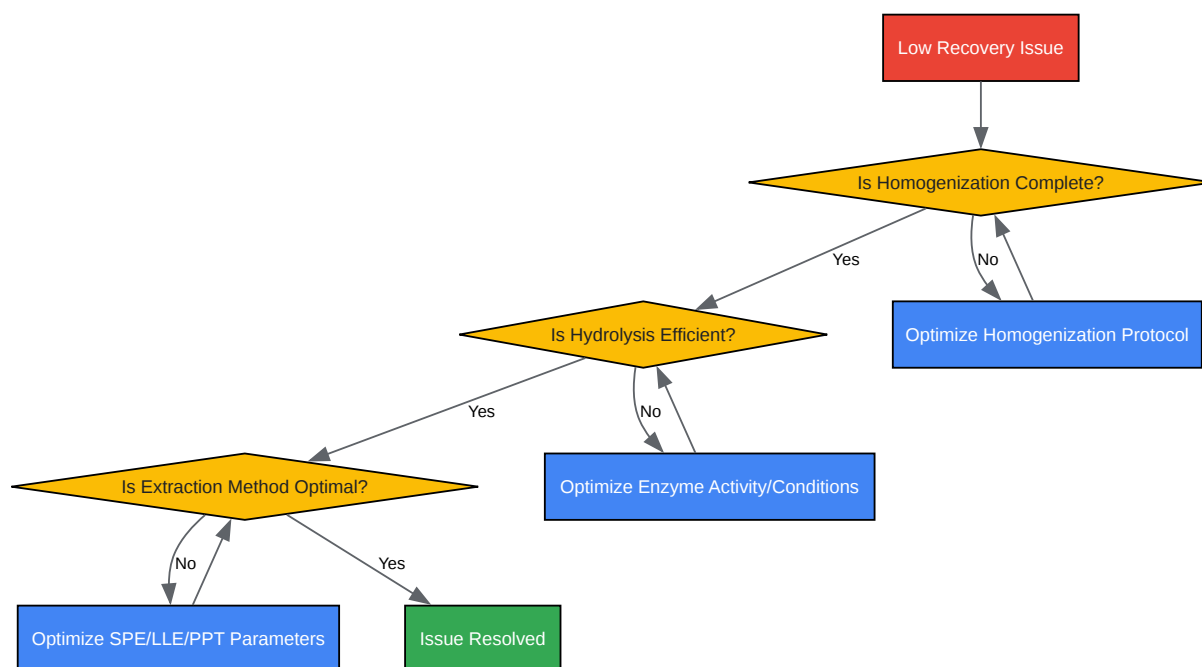 Low Recovery Issue
Is Homogenization Complete?
Yes
No
Is Hydrolysis Efficient?
Optimize Homogenization Protocol
Yes
No
Is Extraction Method Optimal?
Optimize Enzyme Activity/Conditions
No
Yes
Optimize SPE/LLE/PPT Parameters
Issue Resolved